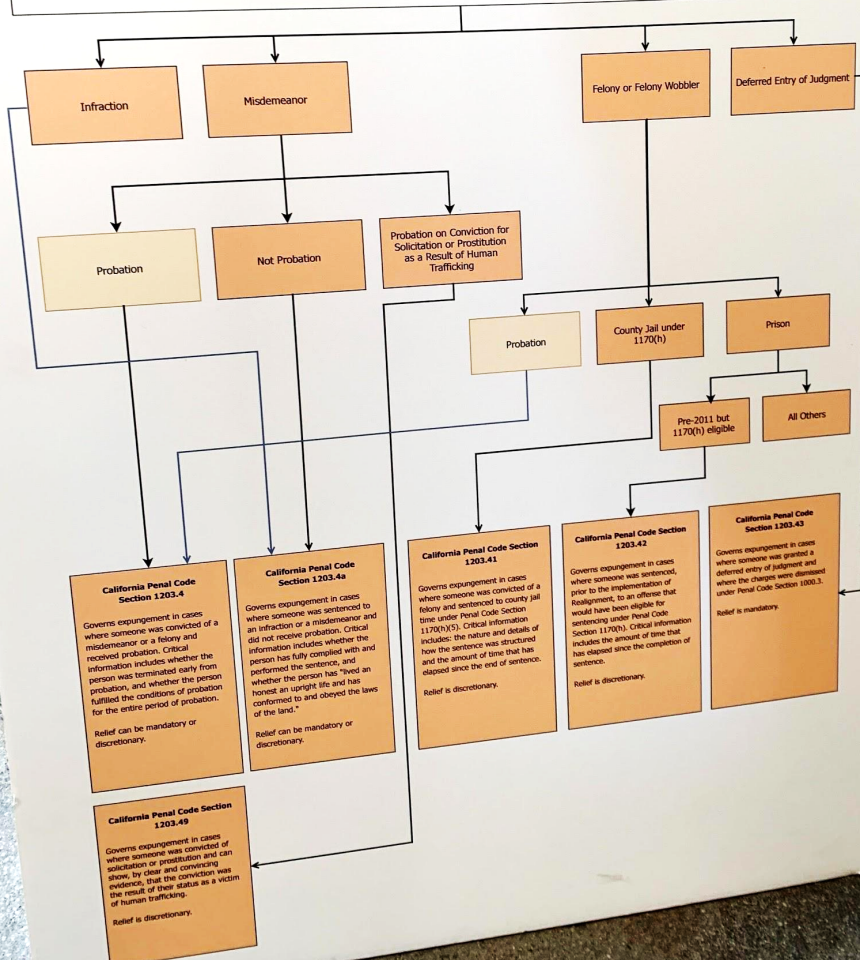 Infraction
Misdemeanor
Felony or Felony Wobbler
Deferred Entry of Judgment
Probation
Not Probation
Probation on Conviction for
Solicitation or Prostitution
as a Result of Human
Trafficking
Probation
County Jail under
1170(h)
Prison
Pre-2011 but
1170(h) eligible
All Others
California Penal Code
Section 1203.4
Governs expungement in cases
where someone was convicted of a
misdemeanor or a felony and
received probation. Critical
information includes whether the
person was terminated early from
probation, and whether the person
fulfilled the conditions of probation
for the entire period of probation.
Relief can be mandatory or
discretionary.
California Penal Code
Section 1203.4a
Governs expungement in cases
where someone was sentenced to
an infraction or a misdemeanor and
did not receive probation. Critical
information includes whether the
person has fully complied with and
performed the sentence, and
whether the person has "lived an
honest an upright life and has
conformed to and obeyed the laws
of the land."
Relief can be mandatory or
discretionary.
California Penal Code Section
1203.41
Governs expungement in cases
where someone was convicted of a
felony and sentenced to county jail
time under Penal Code Section
1170(h)(5). Critical information
includes: the nature and details of
how the sentence was structured
and the amount of time that has
elapsed since the end of sentence.
Relief is discretionary.
California Penal Code Section
1203.42
Governs expungement in cases
where someone was sentenced,
prior to the implementation of
Realignment, to an offense that
would have been eligible for
sentencing under Penal Code
Section 1170(h). Critical information
includes the amount of time that
has elapsed since the completion of
sentence.
Relief is discretionary.
California Penal Code
Section 1203.43
Governs expungement in cases
where someone was granted a
deferred entry of judgment and
where the charges were dismissed
under Penal Code Section 1000.3.
Relief is mandatory.
California Penal Code Section
1203.49
Governs expungement in cases
where someone was convicted of
solicitation or prostitution and can
show, by clear and convincing
evidence, that the conviction was
the result of their status as a victim
of human trafficking.
Relief is discretionary.